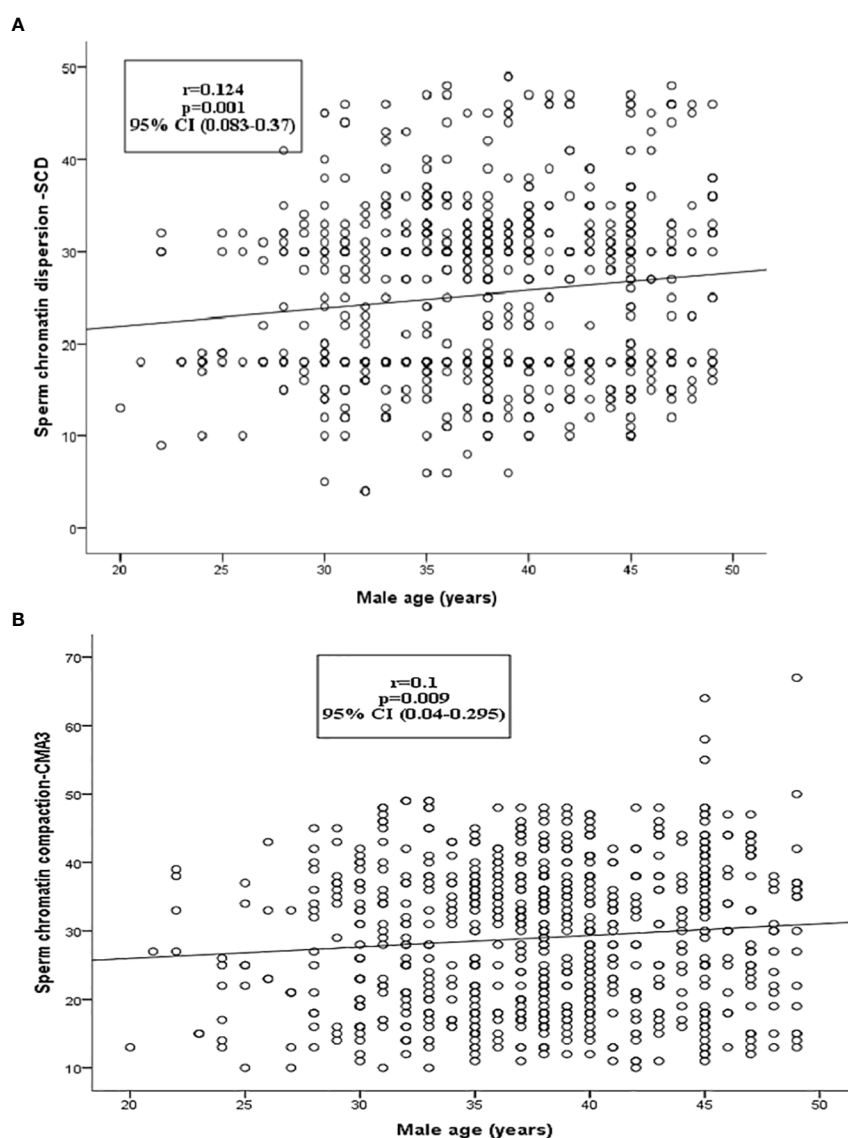 A
r=0.124
p=0.001
95% CI (0.083-0.37)
Sperm chromatin dispersion -SCD
50
40
30
20
10
0
20 25 30 35 40 45 50
Male age (years)
B
r=0.1
p=0.009
95% CI (0.04-0.295)
Sperm chromatin compaction-CMA3
70
60
50
40
30
20
10
20 25 30 35 40 45 50
Male age (years)